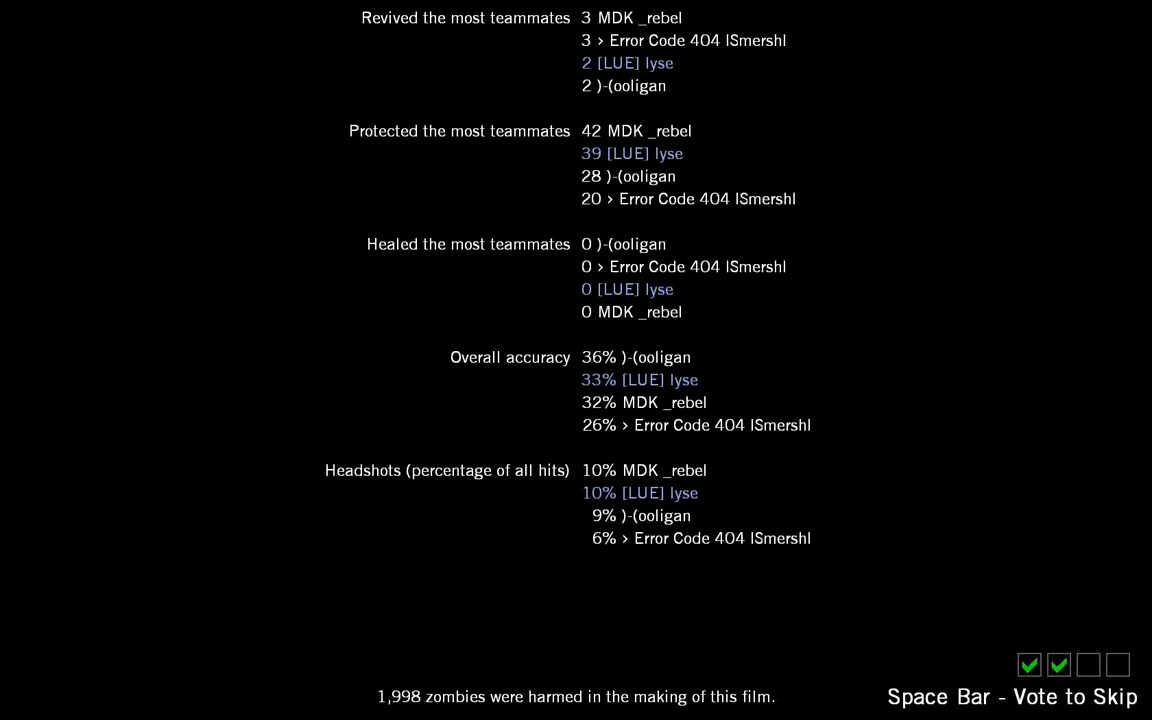 Revived the most teammates 3 MDK _rebel
3 > Error Code 404 |Smersh|
2 [LUE] lyse
2 )-(ooligan
Protected the most teammates 42 MDK _rebel
39 [LUE] lyse
28 )-(ooligan
20 > Error Code 404 |Smersh|
Healed the most teammates 0 )-(ooligan
0 > Error Code 404 |Smersh|
0 [LUE] lyse
0 MDK _rebel
Overall accuracy 36% )-(ooligan
33% [LUE] lyse
32% MDK _rebel
26% > Error Code 404 |Smersh|
Headshots (percentage of all hits) 10% MDK _rebel
10% [LUE] lyse
9% )-(ooligan
6% > Error Code 404 |Smersh|
1,998 zombies were harmed in the making of this film.
Space Bar - Vote to Skip